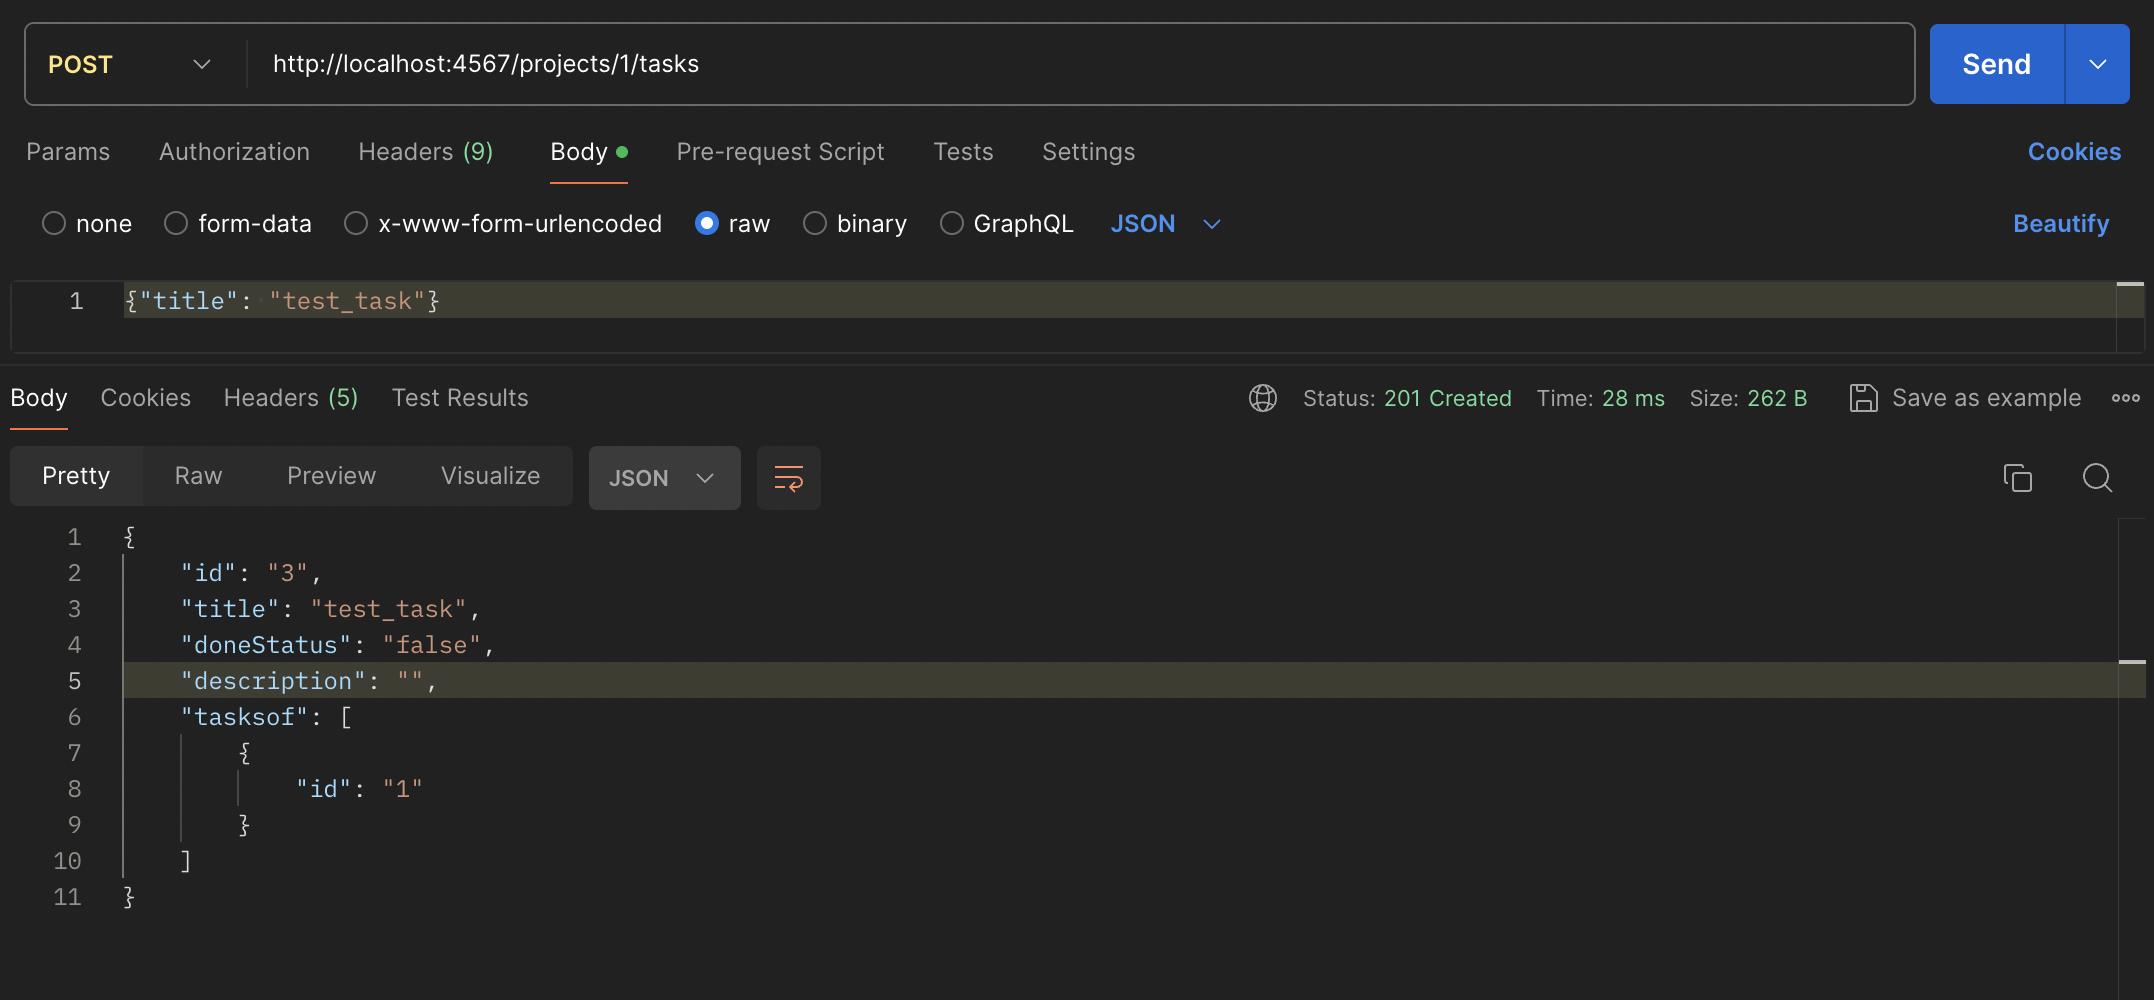 POST http://localhost:4567/projects/1/tasks Send
Params Authorization Headers (9) Body Pre-request Script Tests Settings Cookies
none form-data x-www-form-urlencoded raw binary GraphQL JSON Beautify
1 {"title": "test_task"}
Body Cookies Headers (5) Test Results Status: 201 Created Time: 28 ms Size: 262 B Save as example
Pretty Raw Preview Visualize JSON
1 {
2 "id": "3",
3 "title": "test_task",
4 "doneStatus": "false",
5 "description": "",
6 "tasksof": [
7 {
8 "id": "1"
9 }
10 ]
11 }